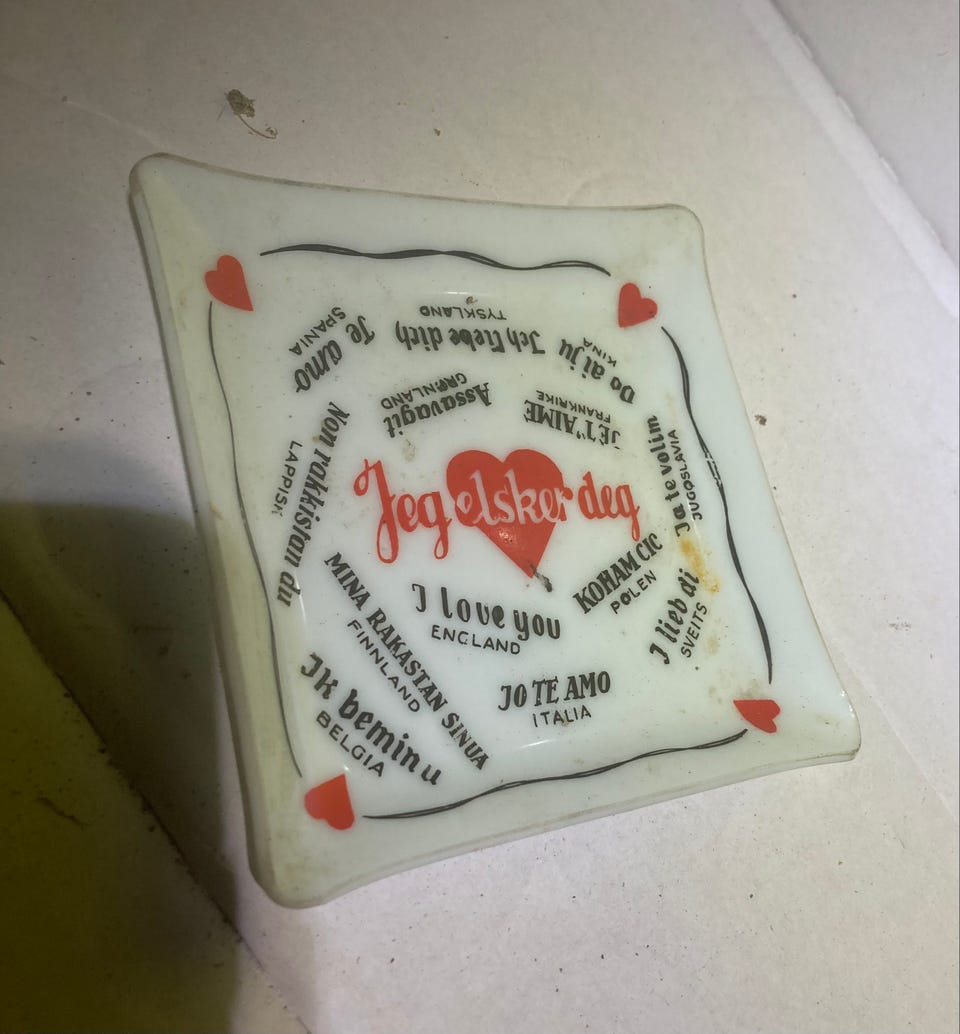 Jeg elsker deg
I love you
ENGLAND
JO TE AMO
ITALIA
KOHAM CIC
POLEN
I lieb di
SVEITS
Ja te volim
JUGOSLAVIA
Do ai ju
KINA
JE T'AIME
FRANKRIKE
Ich liebe dich
TYSKLAND
Assavagit
GRØNLAND
Te amo
SPANIA
Non rakkistan du
LAPPISK
MINA RAKASTAN SINUA
FINNLAND
IK beminu
BELGIA